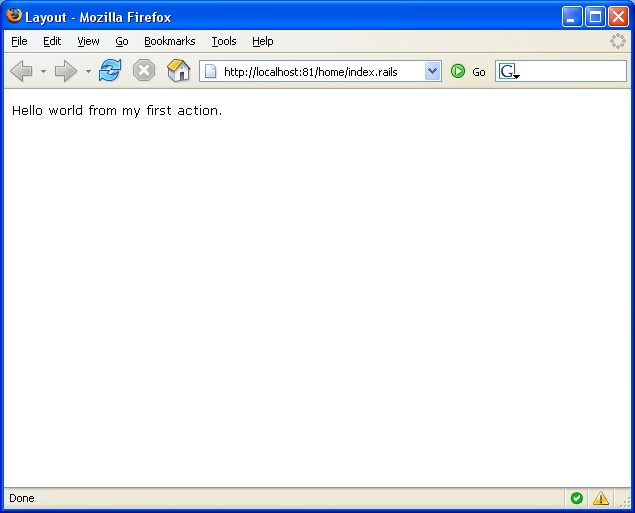 Layout - Mozilla Firefox
File Edit View Go Bookmarks Tools Help
http://localhost:81/home/index.rails Go G
Hello world from my first action.
Done